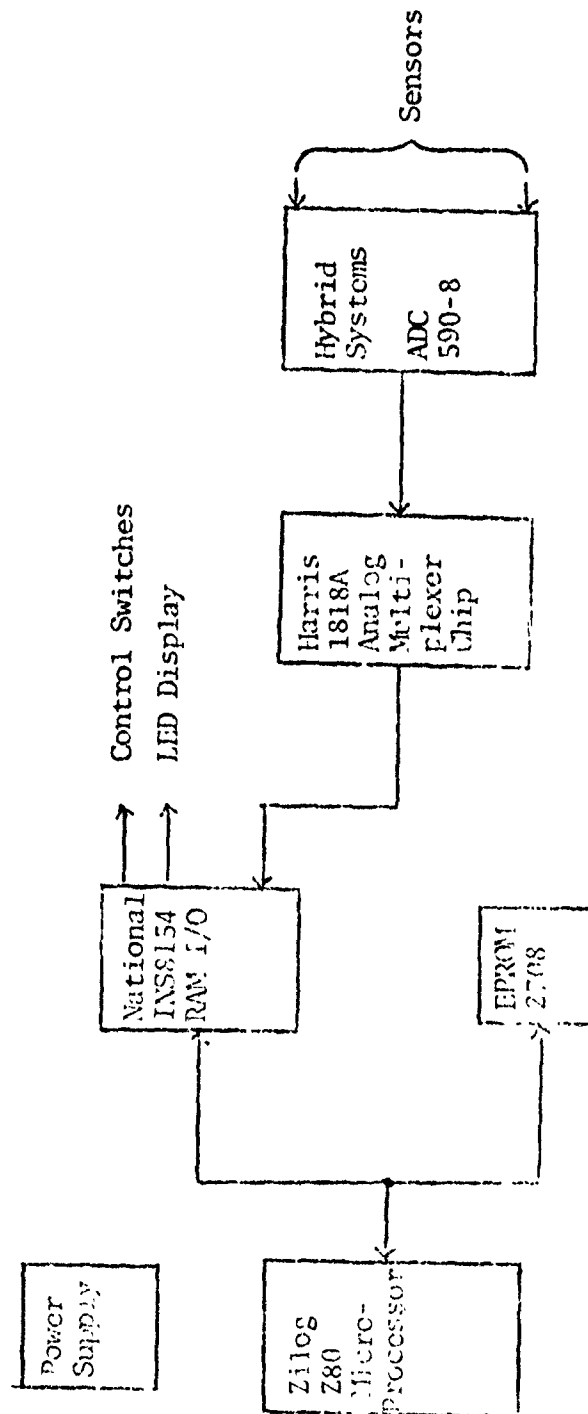 Power
Supply
Zilog
Z80
Micro-
Processor
National
INS8154
RAM I/O
Control Switches
LED Display
EPROM
2708
Harris
1818A
Analog
Multi-
plexer
Chip
Hybrid
Systems
ADC
590-8
Sensors